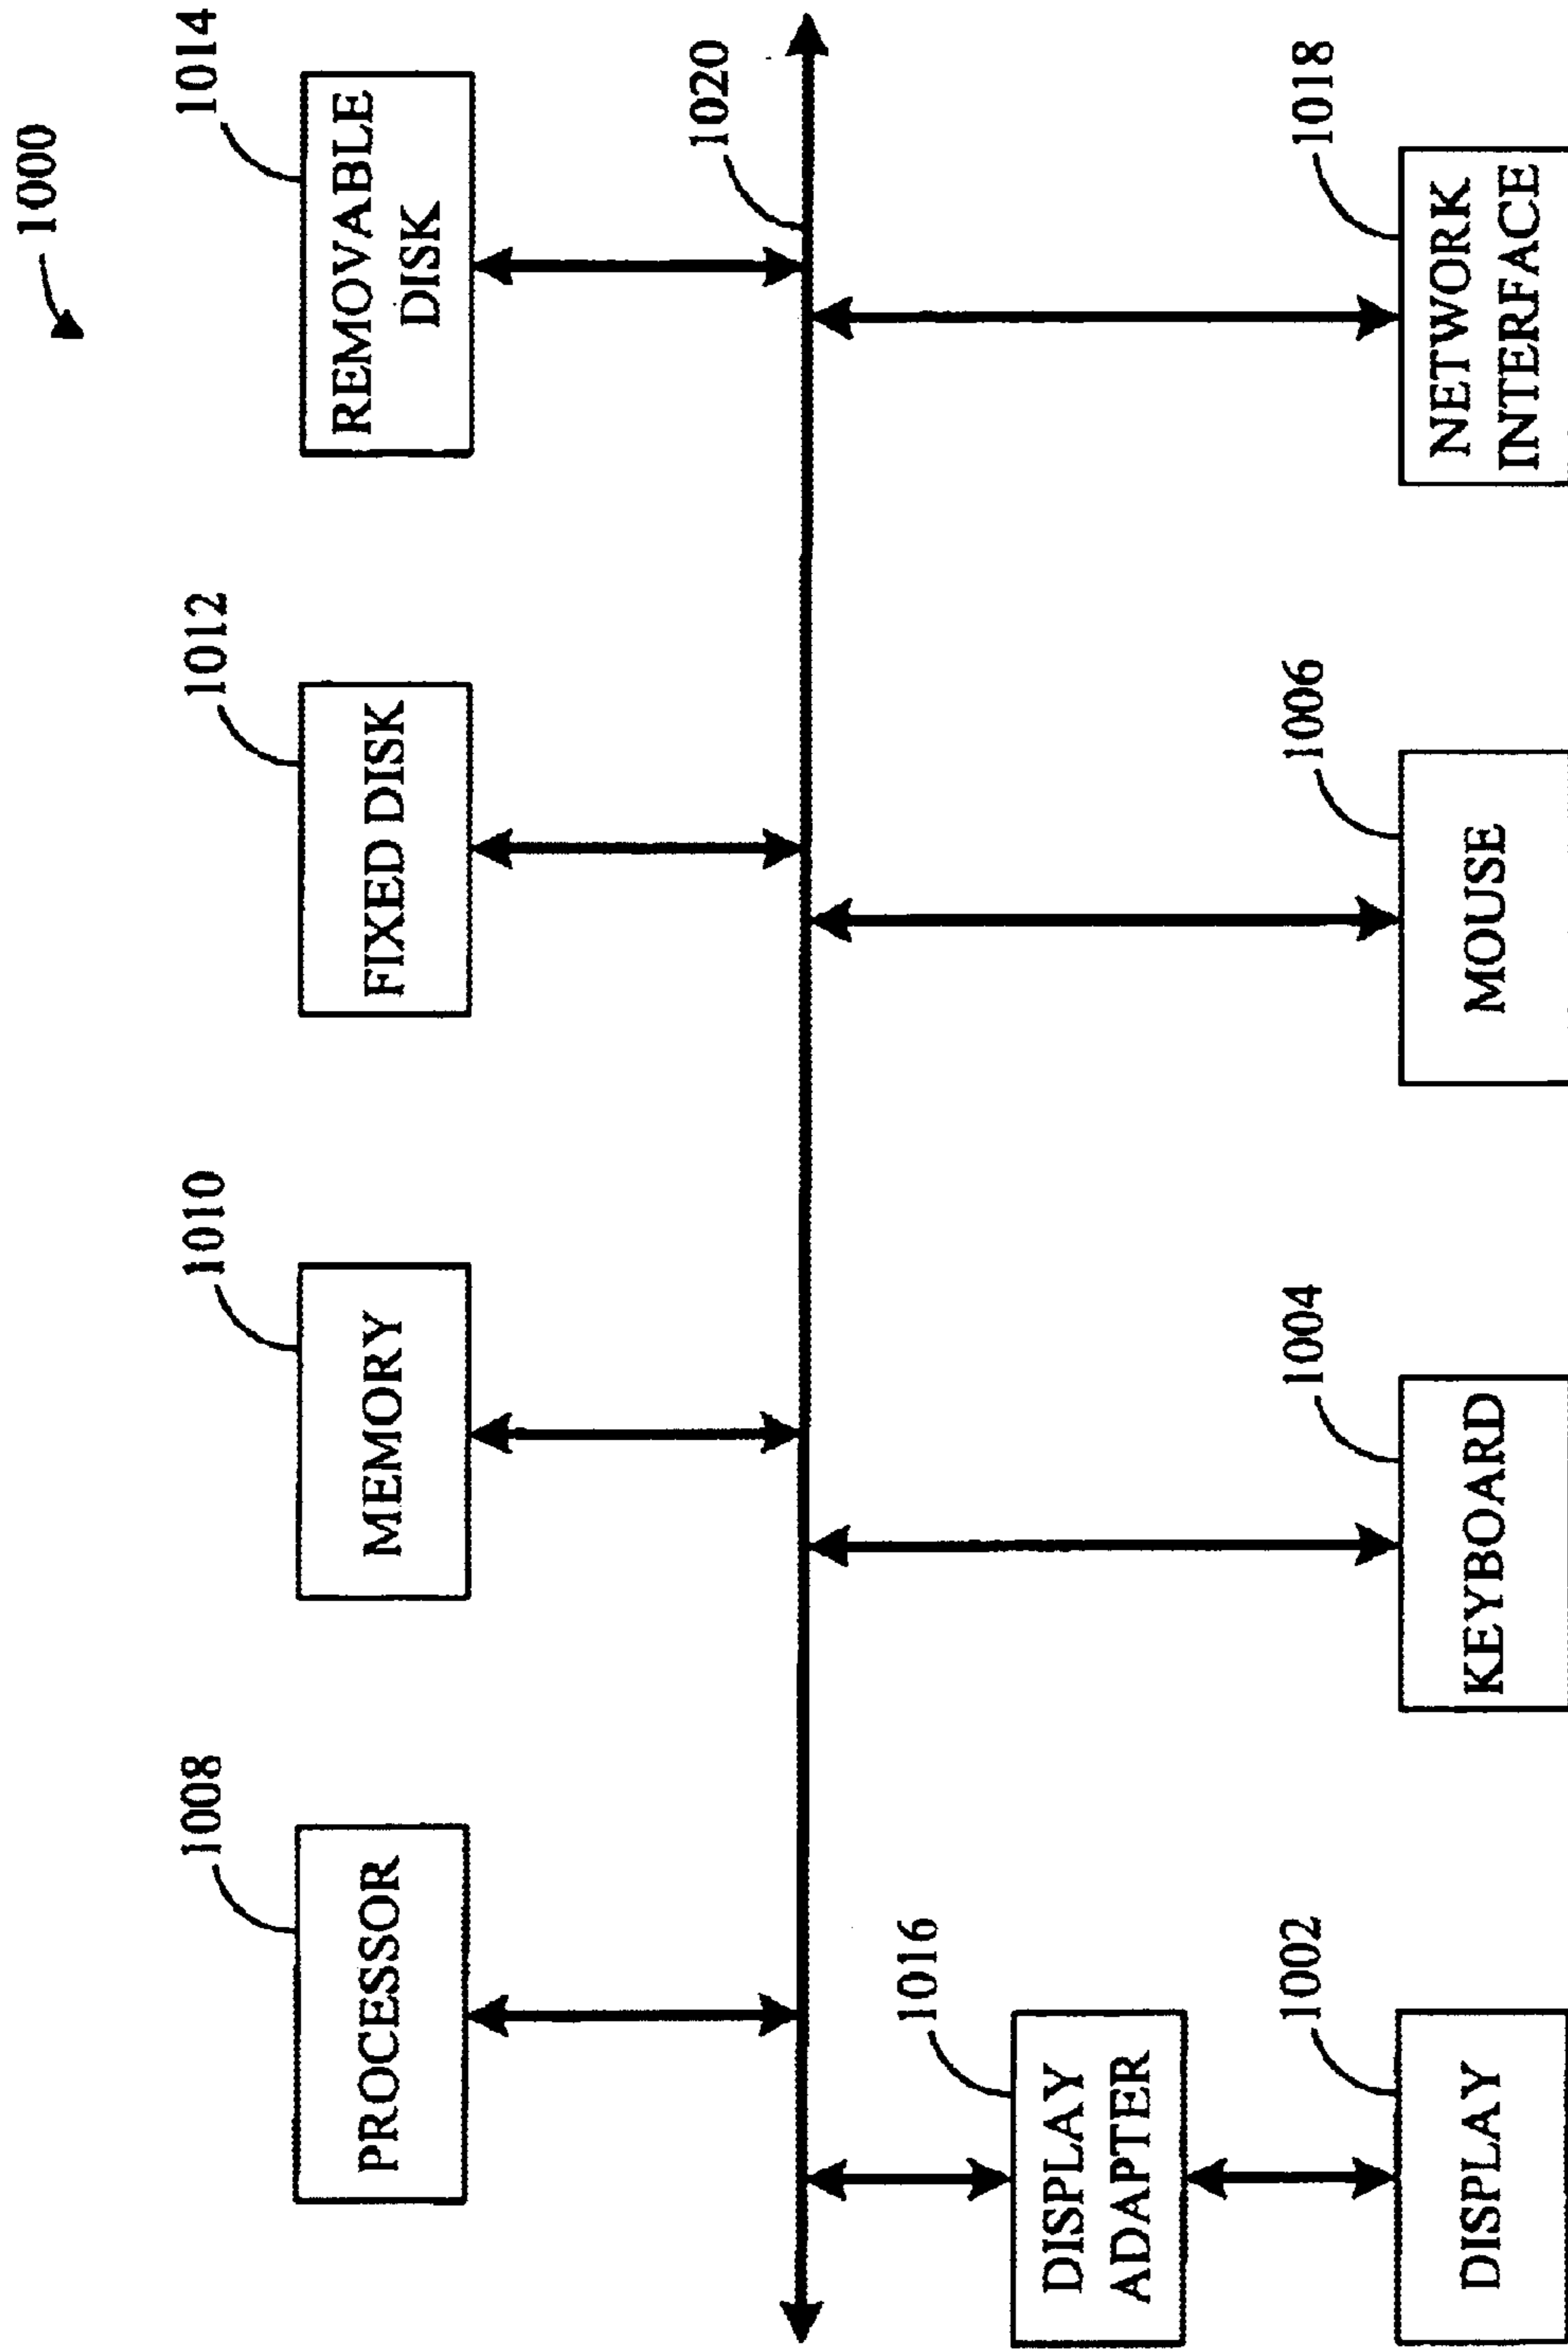 1000
1008
1010
1012
1014
PROCESSOR
MEMORY
FIXED DISK
REMOVABLE
DISK
1020
1016
DISPLAY
ADAPTER
1002
1004
1006
1018
DISPLAY
KEYBOARD
MOUSE
NETWORK
INTERFACE